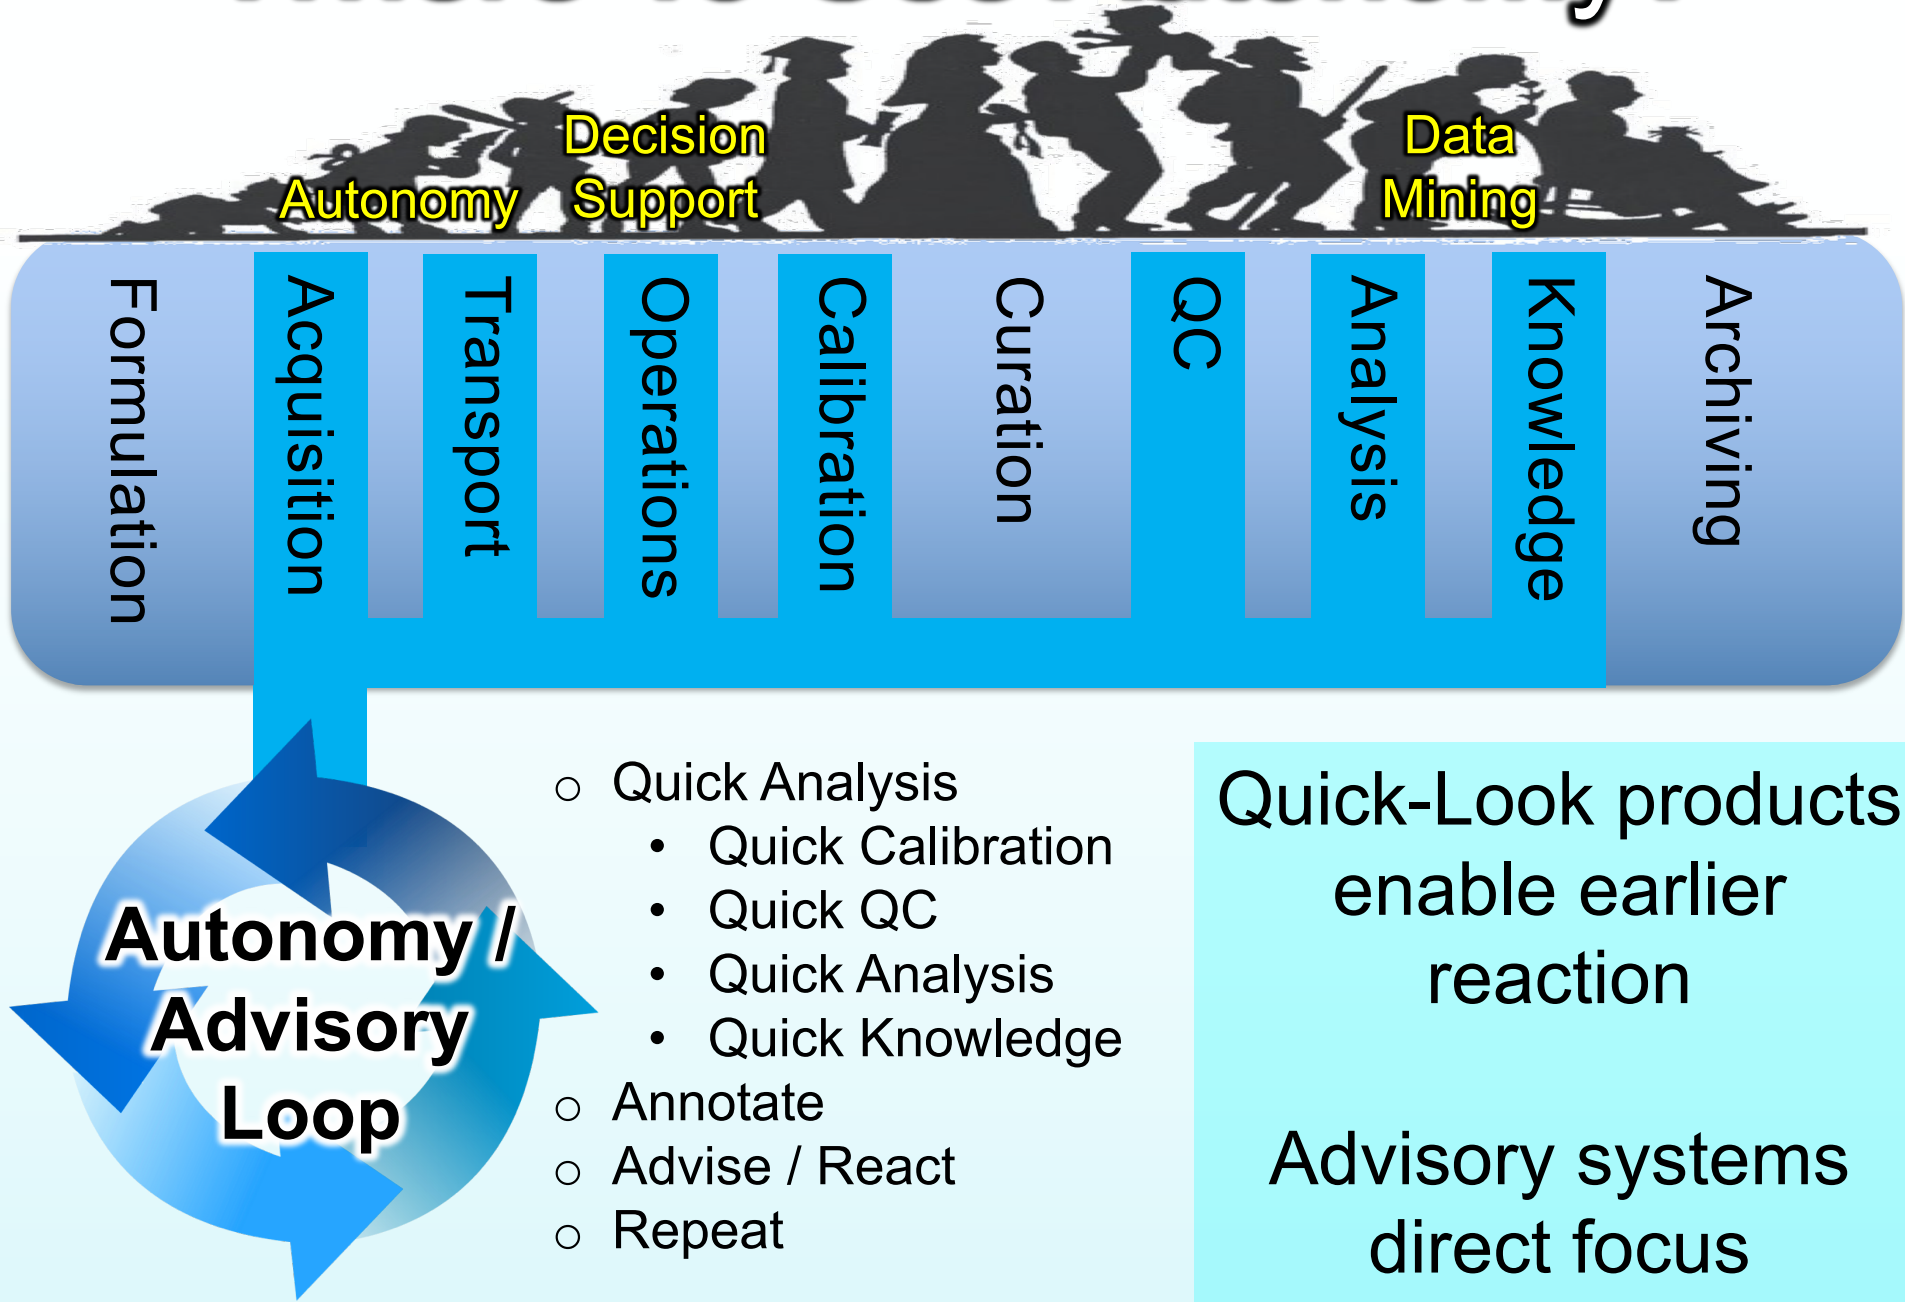 Decision
Support
Autonomy
Data
Mining
Formulation
Acquisition
Transport
Operations
Calibration
Curation
QC
Analysis
Knowledge
Archiving
Autonomy /
Advisory
Loop
o Quick Analysis
• Quick Calibration
• Quick QC
• Quick Analysis
• Quick Knowledge
o Annotate
o Advise / React
o Repeat
Quick-Look products
enable earlier
reaction
Advisory systems
direct focus